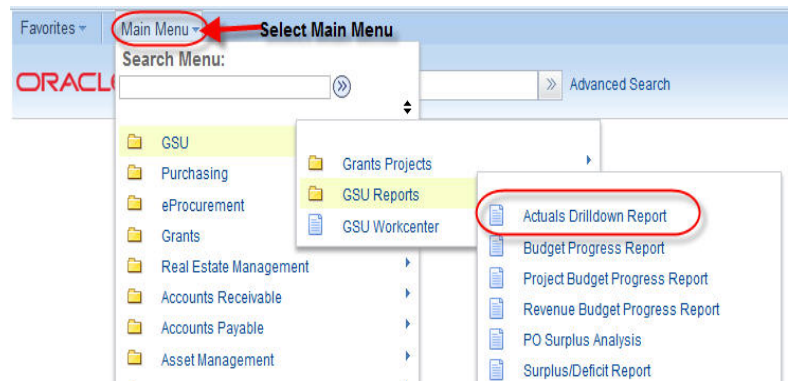 Favorites Main Menu Select Main Menu
Search Menu:
ORACL
Advanced Search
GSU
Purchasing
eProcurement
Grants
Real Estate Management
Accounts Receivable
Accounts Payable
Asset Management
Grants Projects
GSU Reports
GSU Workcenter
Actuals Drilldown Report
Budget Progress Report
Project Budget Progress Report
Revenue Budget Progress Report
PO Surplus Analysis
Surplus/Deficit Report